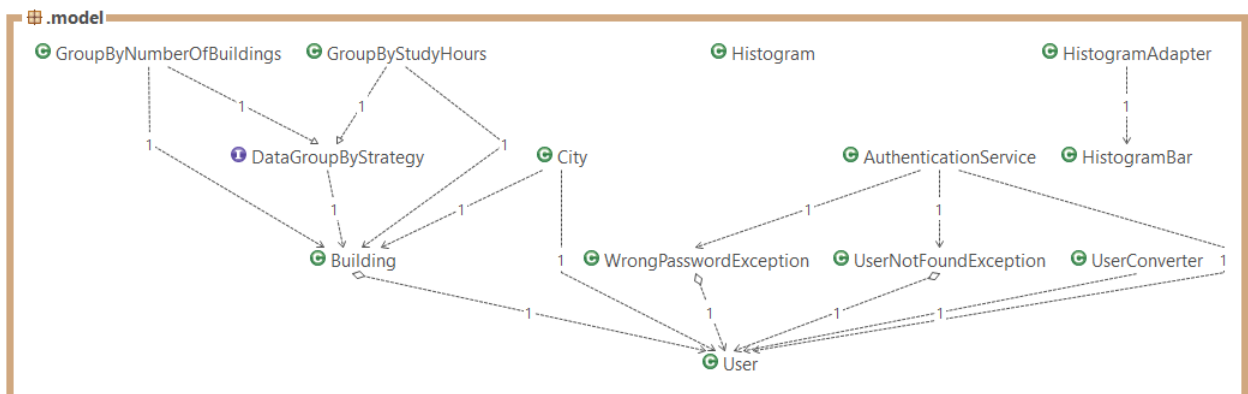 .model
C GroupByNumberOfBuildings C GroupByStudyHours C Histogram C HistogramAdapter
1 1 1
1 1
I DataGroupByStrategy C City C AuthenticationService C HistogramBar
1 1 1 1
C Building 1 C WrongPasswordException C UserNotFoundException C UserConverter 1
1 1 1 1
C User